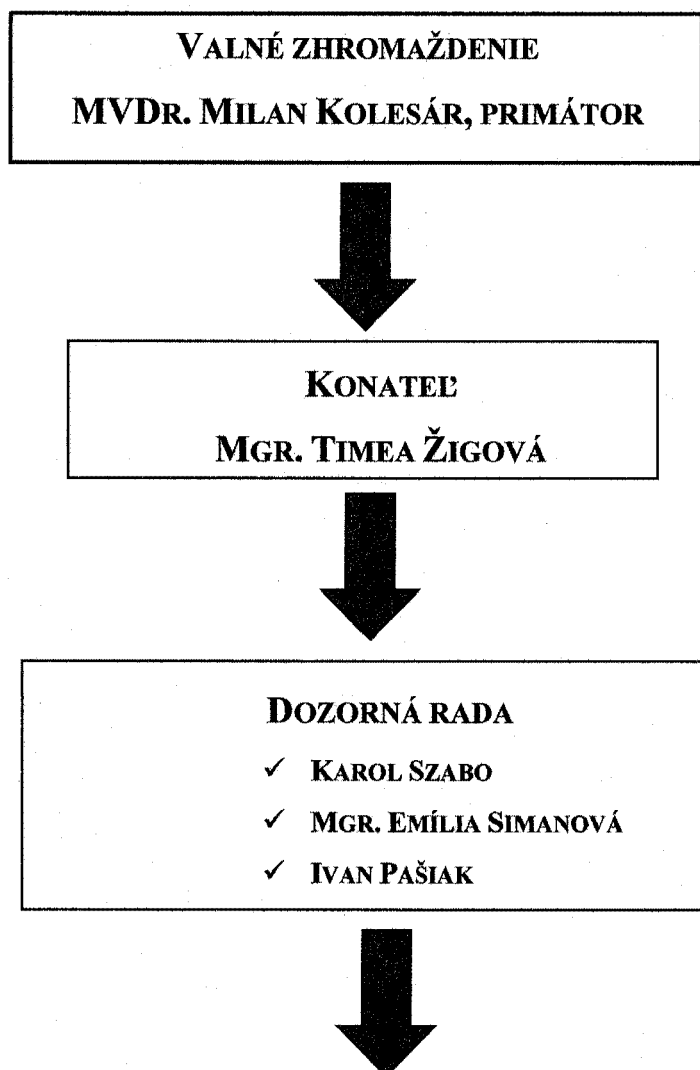 VALNÉ ZHROMAŽDENIE
MVDR. MILAN KOLESÁR, PRIMÁTOR
KONATEĽ
MGR. TIMEA ŽIGOVÁ
DOZORNÁ RADA
✓ KAROL SZABO
✓ MGR. EMÍLIA SIMANOVÁ
✓ IVAN PAŠIAK